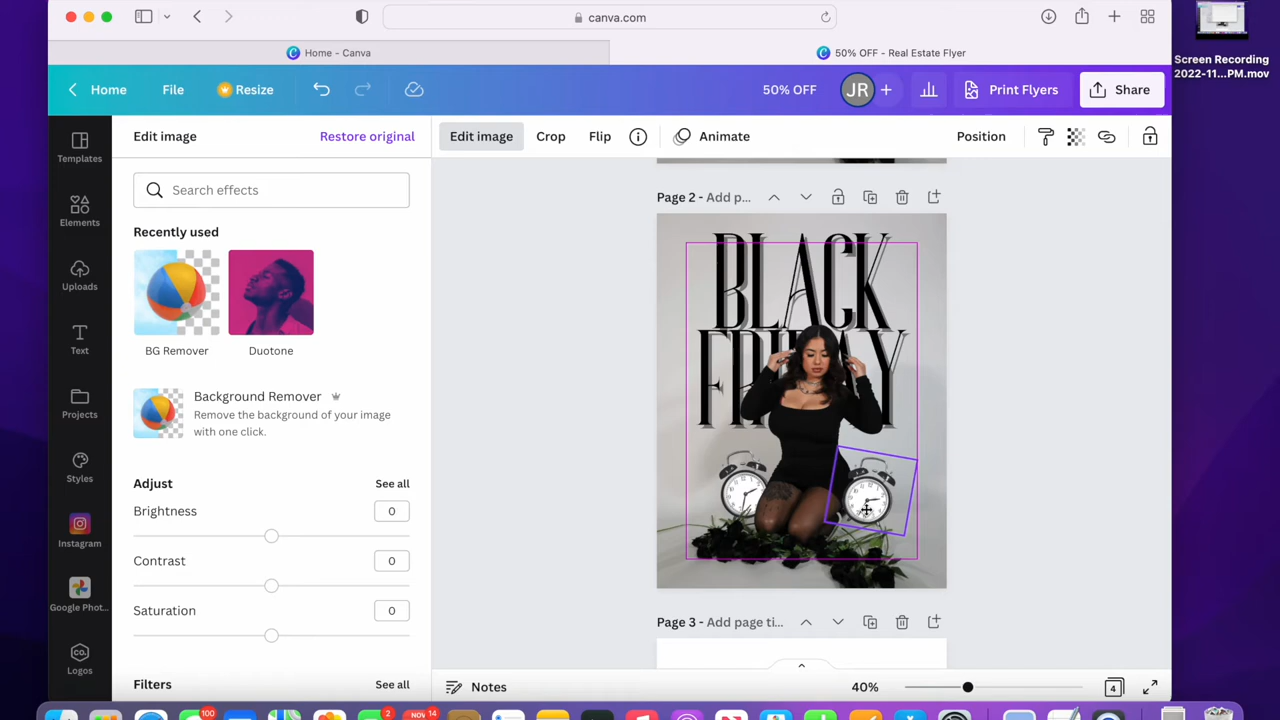 canva.com
Screen Recording
2022-11...PM.mov
Home - Canva
50% OFF - Real Estate Flyer
Home
File
Resize
50% OFF
JR
Print Flyers
Share
Templates
Elements
Uploads
Text
Projects
Styles
Instagram
Google Phot...
Logos
Edit image
Restore original
Search effects
Recently used
BG Remover
Duotone
Background Remover
Remove the background of your image
with one click.
Adjust
See all
Brightness
0
Contrast
0
Saturation
0
Filters
See all
Edit image
Crop
Flip
Animate
Position
Page 2 - Add p...
BLACK
FRIDAY
Page 3 - Add page ti...
Notes
40%
4
100
2
NOV
14